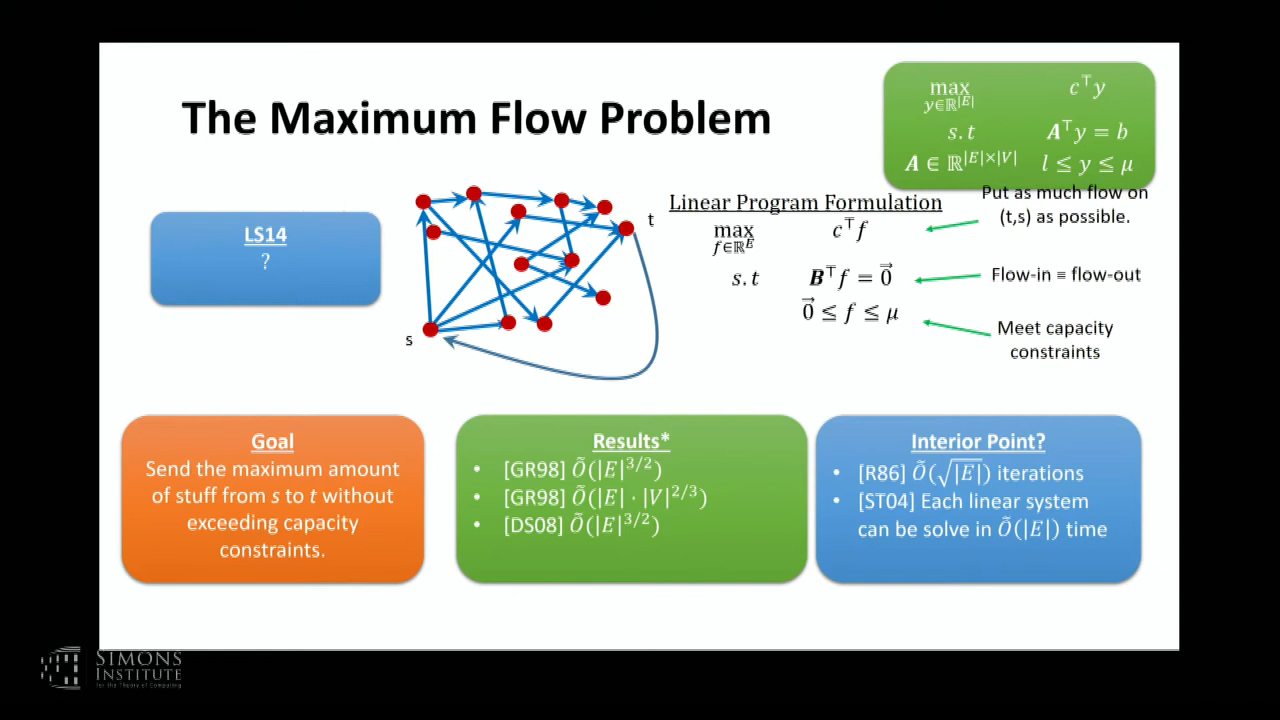 The Maximum Flow Problem
max y∈ℝ^{|E|} c^⊤y
s.t A^⊤y = b
A ∈ ℝ^{|E|×|V|} l ≤ y ≤ μ
LS14
?
s
t
Linear Program Formulation
max f∈ℝ^E c^⊤f
s.t B^⊤f = 0⃗
0⃗ ≤ f ≤ μ
Put as much flow on
(t,s) as possible.
Flow-in ≡ flow-out
Meet capacity
constraints
Goal
Send the maximum amount
of stuff from s to t without
exceeding capacity
constraints.
Results*
• [GR98] Õ(|E|^{3/2})
• [GR98] Õ(|E| · |V|^{2/3})
• [DS08] Õ(|E|^{3/2})
Interior Point?
• [R86] Õ(√|E|) iterations
• [ST04] Each linear system
can be solve in Õ(|E|) time
SIMONS
INSTITUTE
for the Theory of Computing